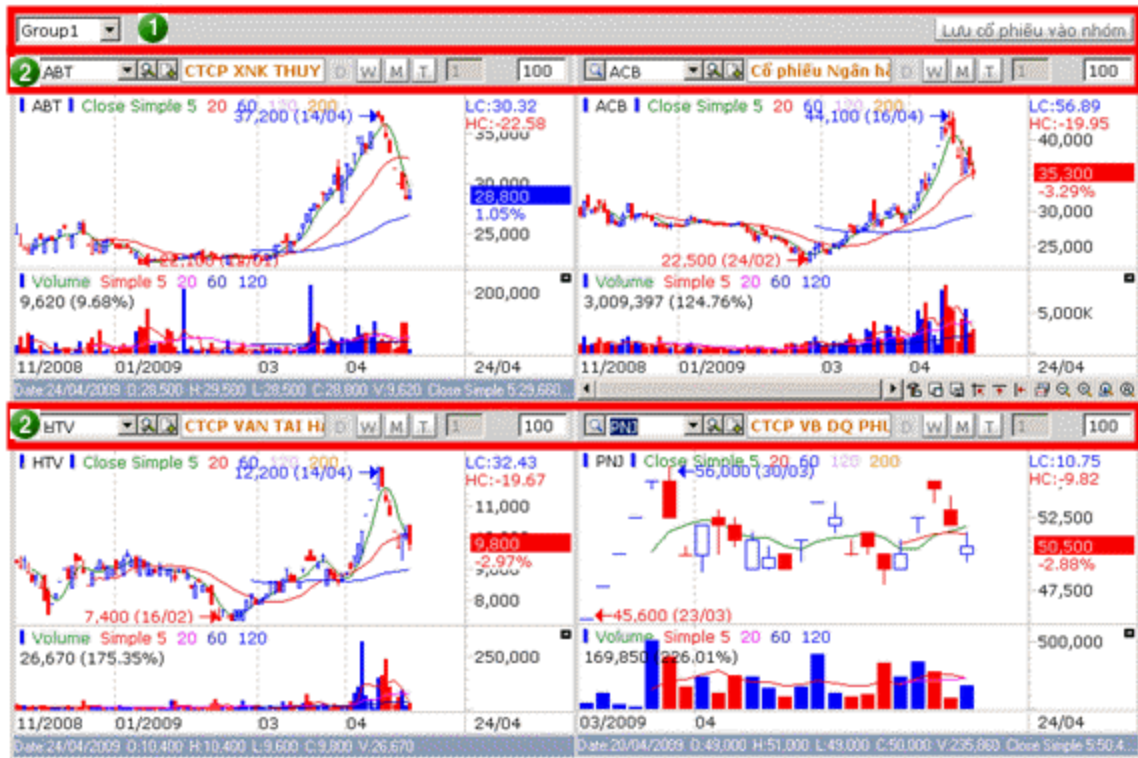 Group1 1 Lưu cổ phiếu vào nhóm
2 ABT CTCP XNK THUY D W M T 1 100
ACB Cổ phiếu Ngân hà D W M T 1 100
ABT Close Simple 5 20 60 120 200
37,200 (14/04)
LC:30.32
HC:-22.58
35,000
30,000
28,800
1.05%
25,000
22,100 (19/01)
Volume Simple 5 20 60 120
9,620 (9.68%)
200,000
11/2008 01/2009 03 04 24/04
Date:24/04/2009 O:28,500 H:29,500 L:28,500 C:28,800 V:9,620 Close Simple 5:29,660...
ACB Close Simple 5 20 60 120 200
44,100 (16/04)
LC:56.89
HC:-19.95
40,000
35,300
-3.29%
30,000
25,000
22,500 (24/02)
Volume Simple 5 20 60 120
3,009,397 (124.76%)
5,000K
11/2008 01/2009 03 04 24/04
2 HTV CTCP VAN TAI HÀ D W M T 1 100
PNJ CTCP VB DQ PHU D W M T 1 100
HTV Close Simple 5 20 60 120 200
12,200 (14/04)
LC:32.43
HC:-19.67
11,000
9,800
-2.97%
9,000
8,000
7,400 (16/02)
Volume Simple 5 20 60 120
26,670 (175.35%)
250,000
11/2008 01/2009 03 04 24/04
Date:24/04/2009 O:10,400 H:10,400 L:9,600 C:9,800 V:26,670
PNJ Close Simple 5 20 60 120 200
56,000 (30/03)
LC:10.75
HC:-9.82
52,500
50,500
-2.88%
47,500
45,600 (23/03)
Volume Simple 5 20 60 120
169,850 (226.01%)
500,000
03/2009 04 24/04
Date:20/04/2009 O:49,000 H:51,000 L:49,000 C:50,000 V:235,860 Close Simple 5:50,4...